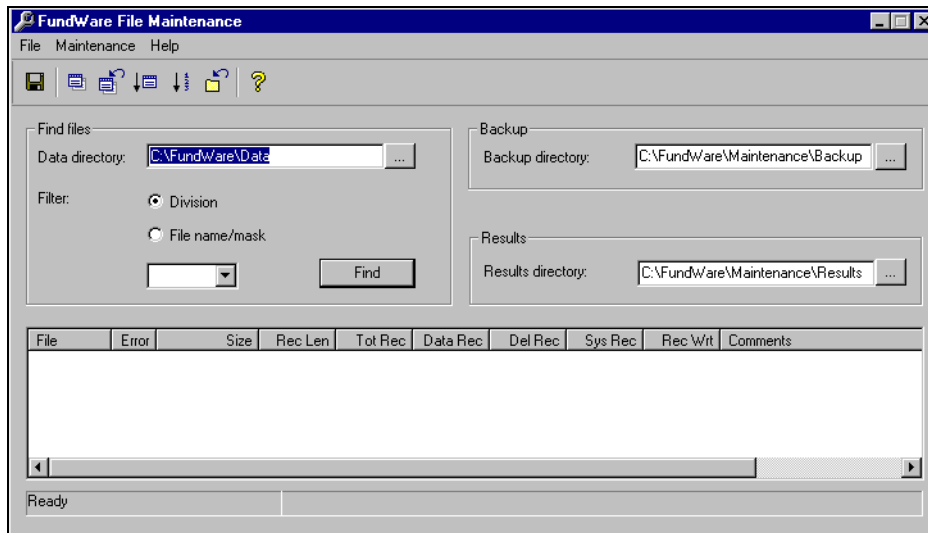 FundWare File Maintenance
File Maintenance Help
Find files
Data directory: C:\FundWare\Data ...
Filter: Division
File name/mask
Find
Backup
Backup directory: C:\FundWare\Maintenance\Backup ...
Results
Results directory: C:\FundWare\Maintenance\Results ...
File Error Size Rec Len Tot Rec Data Rec Del Rec Sys Rec Rec Wrt Comments
Ready